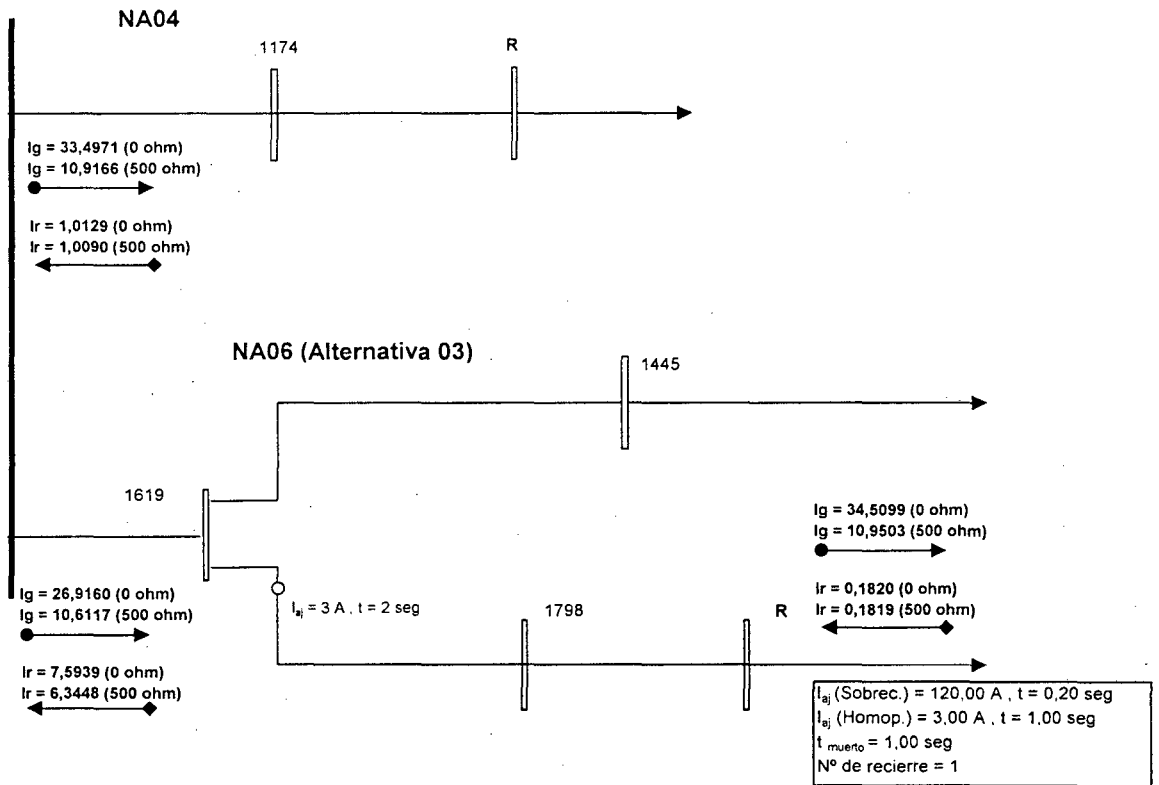 NA04
1174
R
Ig = 33,4971 (0 ohm)
Ig = 10,9166 (500 ohm)
Ir = 1,0129 (0 ohm)
Ir = 1,0090 (500 ohm)
NA06 (Alternativa 03)
1445
1619
Ig = 34,5099 (0 ohm)
Ig = 10,9503 (500 ohm)
Ig = 26,9160 (0 ohm)
Ig = 10,6117 (500 ohm)
Iaj = 3 A , t = 2 seg
1798
R
Ir = 0,1820 (0 ohm)
Ir = 0,1819 (500 ohm)
Ir = 7,5939 (0 ohm)
Ir = 6,3448 (500 ohm)
Iaj (Sobrec.) = 120,00 A , t = 0,20 seg
Iaj (Homop.) = 3,00 A , t = 1,00 seg
t muerto = 1,00 seg
Nº de recierre = 1